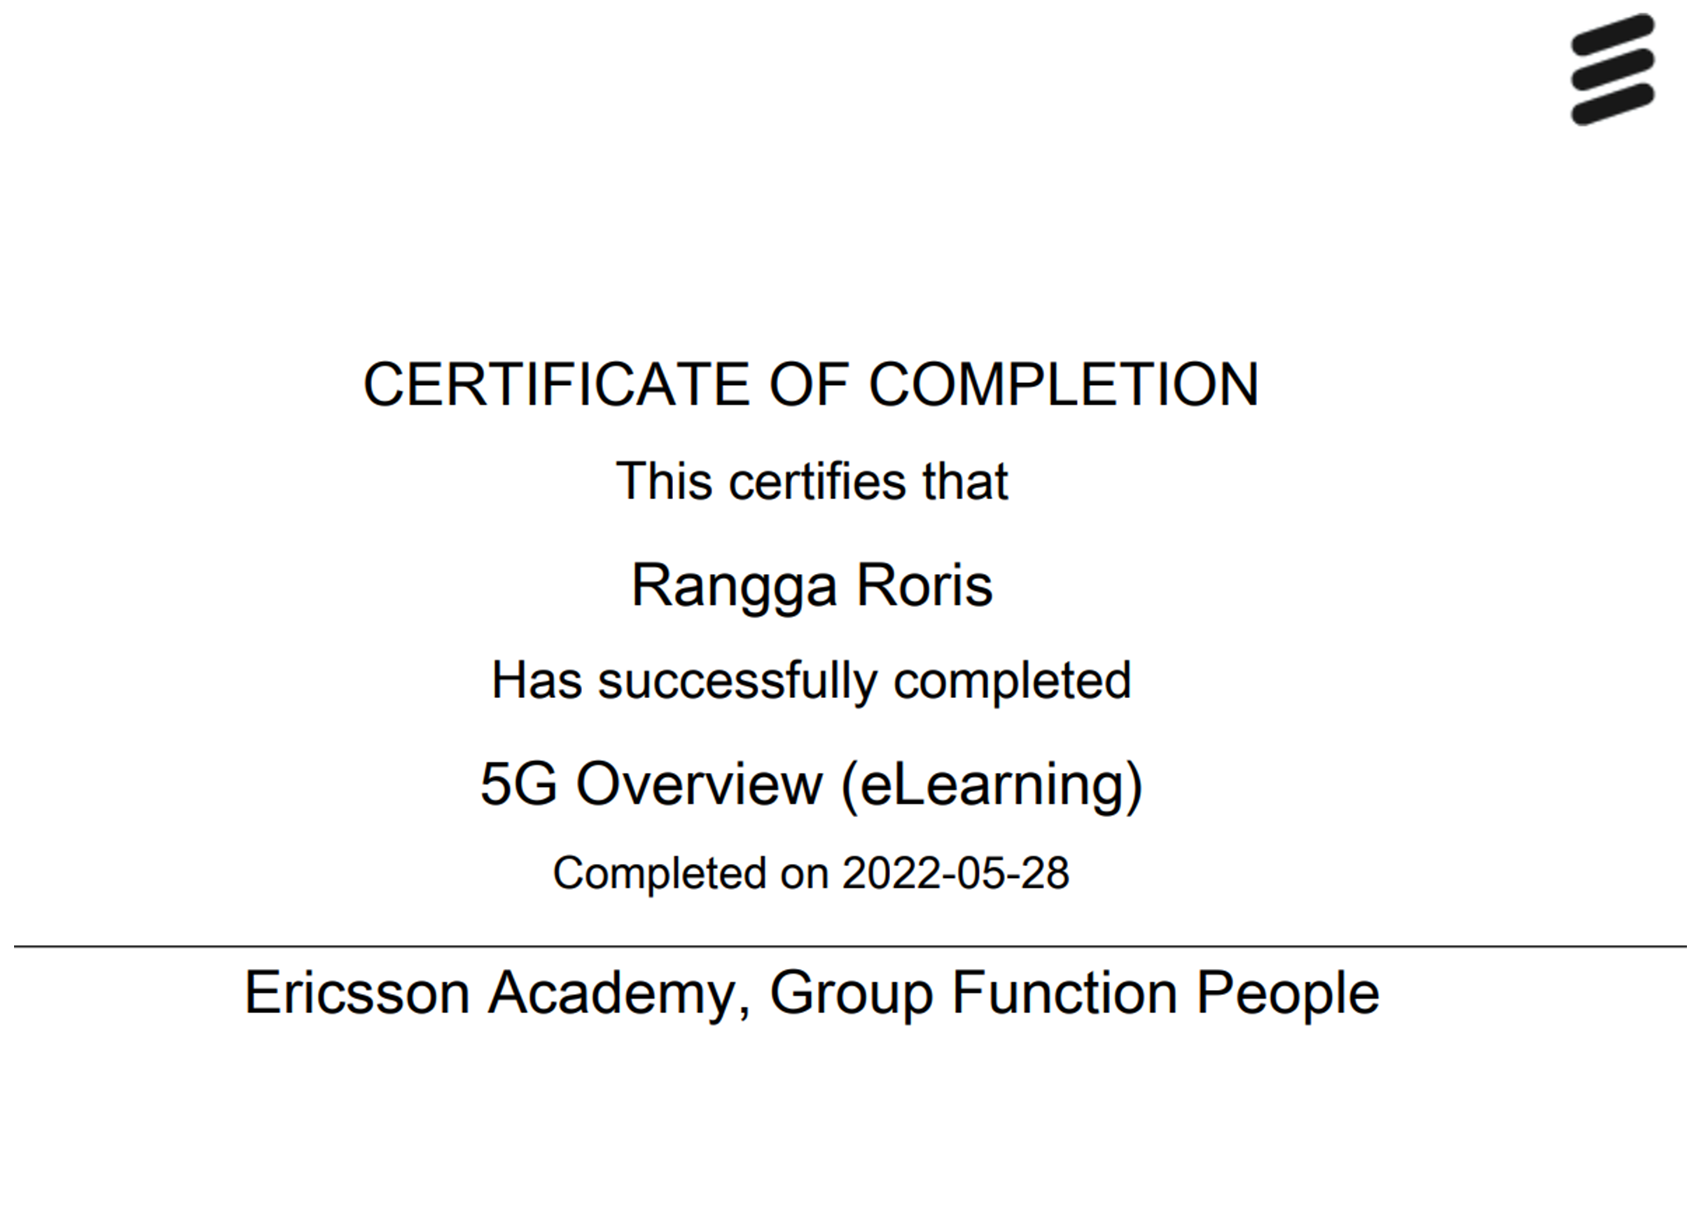 CERTIFICATE OF COMPLETION
This certifies that
Rangga Roris
Has successfully completed
5G Overview (eLearning)
Completed on 2022-05-28
Ericsson Academy, Group Function People